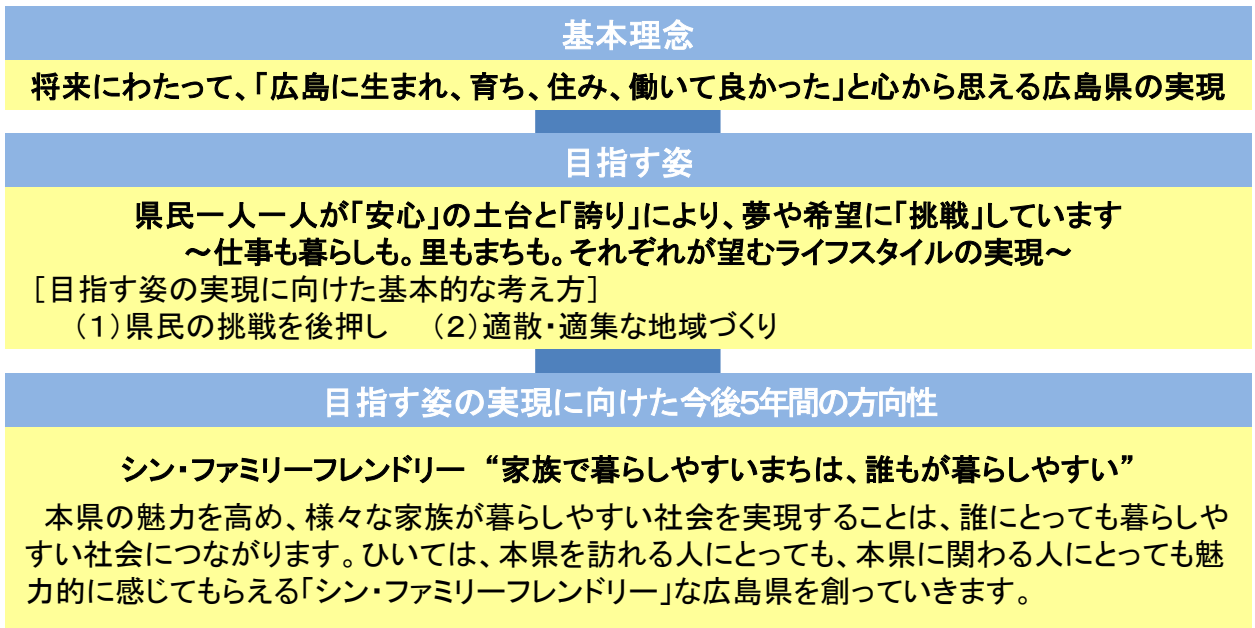 基本理念
将来にわたって、「広島に生まれ、育ち、住み、働いて良かった」と心から思える広島県の実現
目指す姿
県民一人一人が「安心」の土台と「誇り」により、夢や希望に「挑戦」しています
～仕事も暮らしも。里もまちも。それぞれが望むライフスタイルの実現～
［目指す姿の実現に向けた基本的な考え方］
（１）県民の挑戦を後押し　（２）適散・適集な地域づくり
目指す姿の実現に向けた今後5年間の方向性
シン・ファミリーフレンドリー “家族で暮らしやすいまちは、誰もが暮らしやすい”
本県の魅力を高め、様々な家族が暮らしやすい社会を実現することは、誰にとっても暮らしや
すい社会につながります。ひいては、本県を訪れる人にとっても、本県に関わる人にとっても魅
力的に感じてもらえる「シン・ファミリーフレンドリー」な広島県を創っていきます。